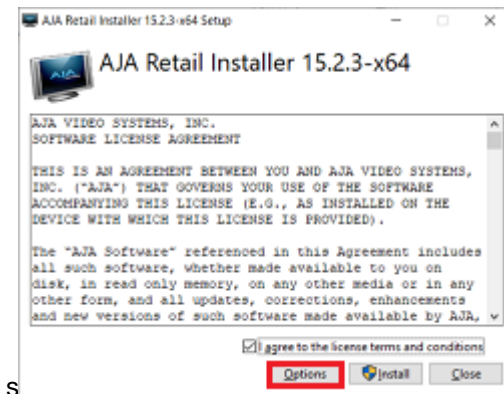 AJA Retail Installer 15.2.3-x64 Setup
AJA
AJA Retail Installer 15.2.3-x64
AJA VIDEO SYSTEMS, INC.
SOFTWARE LICENSE AGREEMENT
THIS IS AN AGREEMENT BETWEEN YOU AND AJA VIDEO SYSTEMS,
INC. ("AJA") THAT GOVERNS YOUR USE OF THE SOFTWARE
ACCOMPANYING THIS LICENSE (E.G., AS INSTALLED ON THE
DEVICE WITH WHICH THIS LICENSE IS PROVIDED).
The "AJA Software" referenced in this Agreement includes
all such software, whether made available to you on
disk, in read only memory, on any other media or in any
other form, and all updates, corrections, enhancements
and new versions of such software made available by AJA,
I agree to the license terms and conditions
Options Install Close
s